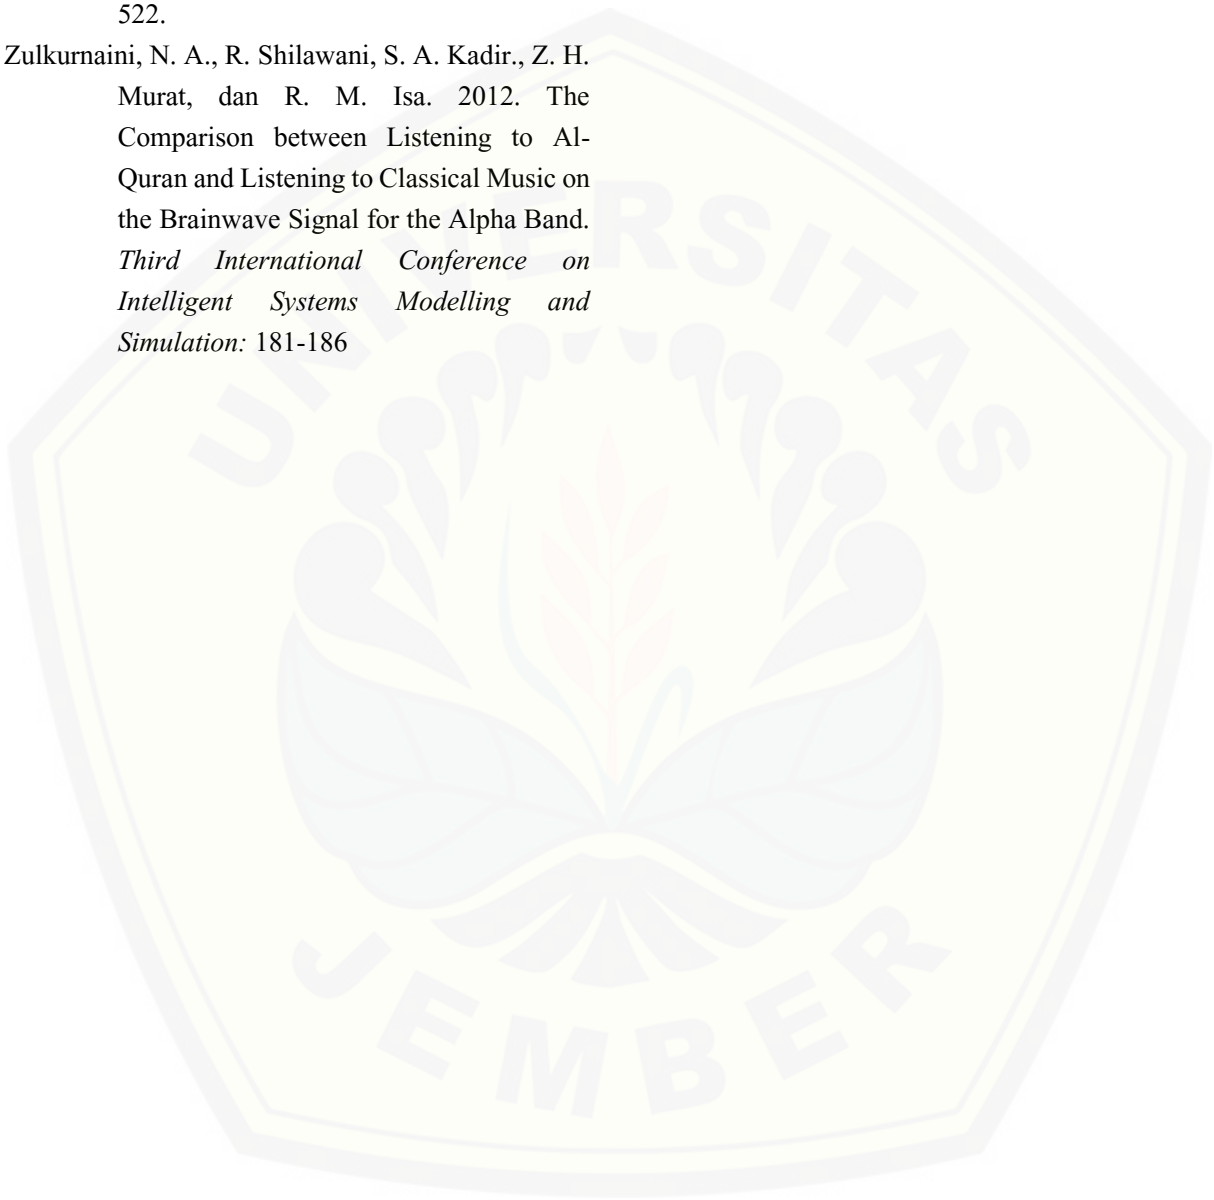 522.
Zulkurnaini, N. A., R. Shilawani, S. A. Kadir., Z. H.
Murat, dan R. M. Isa. 2012. The
Comparison between Listening to Al-
Quran and Listening to Classical Music on
the Brainwave Signal for the Alpha Band.
Third International Conference on
Intelligent Systems Modelling and
Simulation: 181-186
UNIVERSITAS
JEMBER